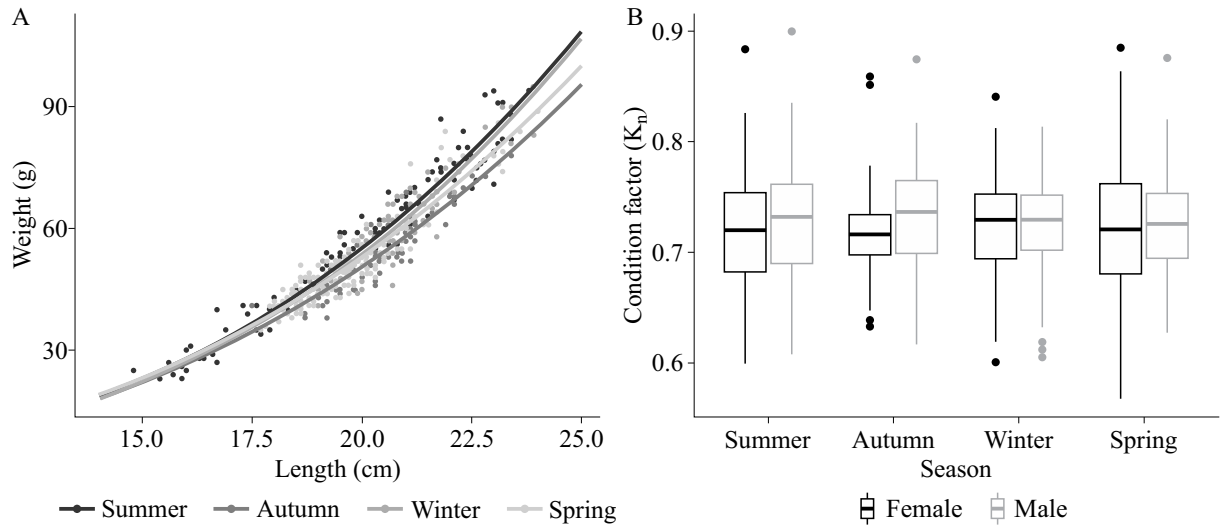 A
90
60
30
Weight (g)
15.0 17.5 20.0 22.5 25.0
Length (cm)
Summer Autumn Winter Spring
B
0.9
0.8
0.7
0.6
Condition factor (Kn)
Summer Autumn Winter Spring
Season
Female Male